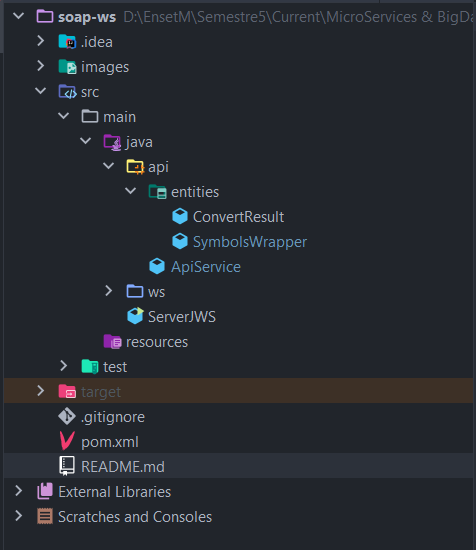 soap-ws D:\EnsetM\Semestre5\Current\MicroServices & BigDa
.idea
images
src
main
java
api
entities
ConvertResult
SymbolsWrapper
ApiService
ws
ServerJWS
resources
test
target
.gitignore
pom.xml
README.md
External Libraries
Scratches and Consoles